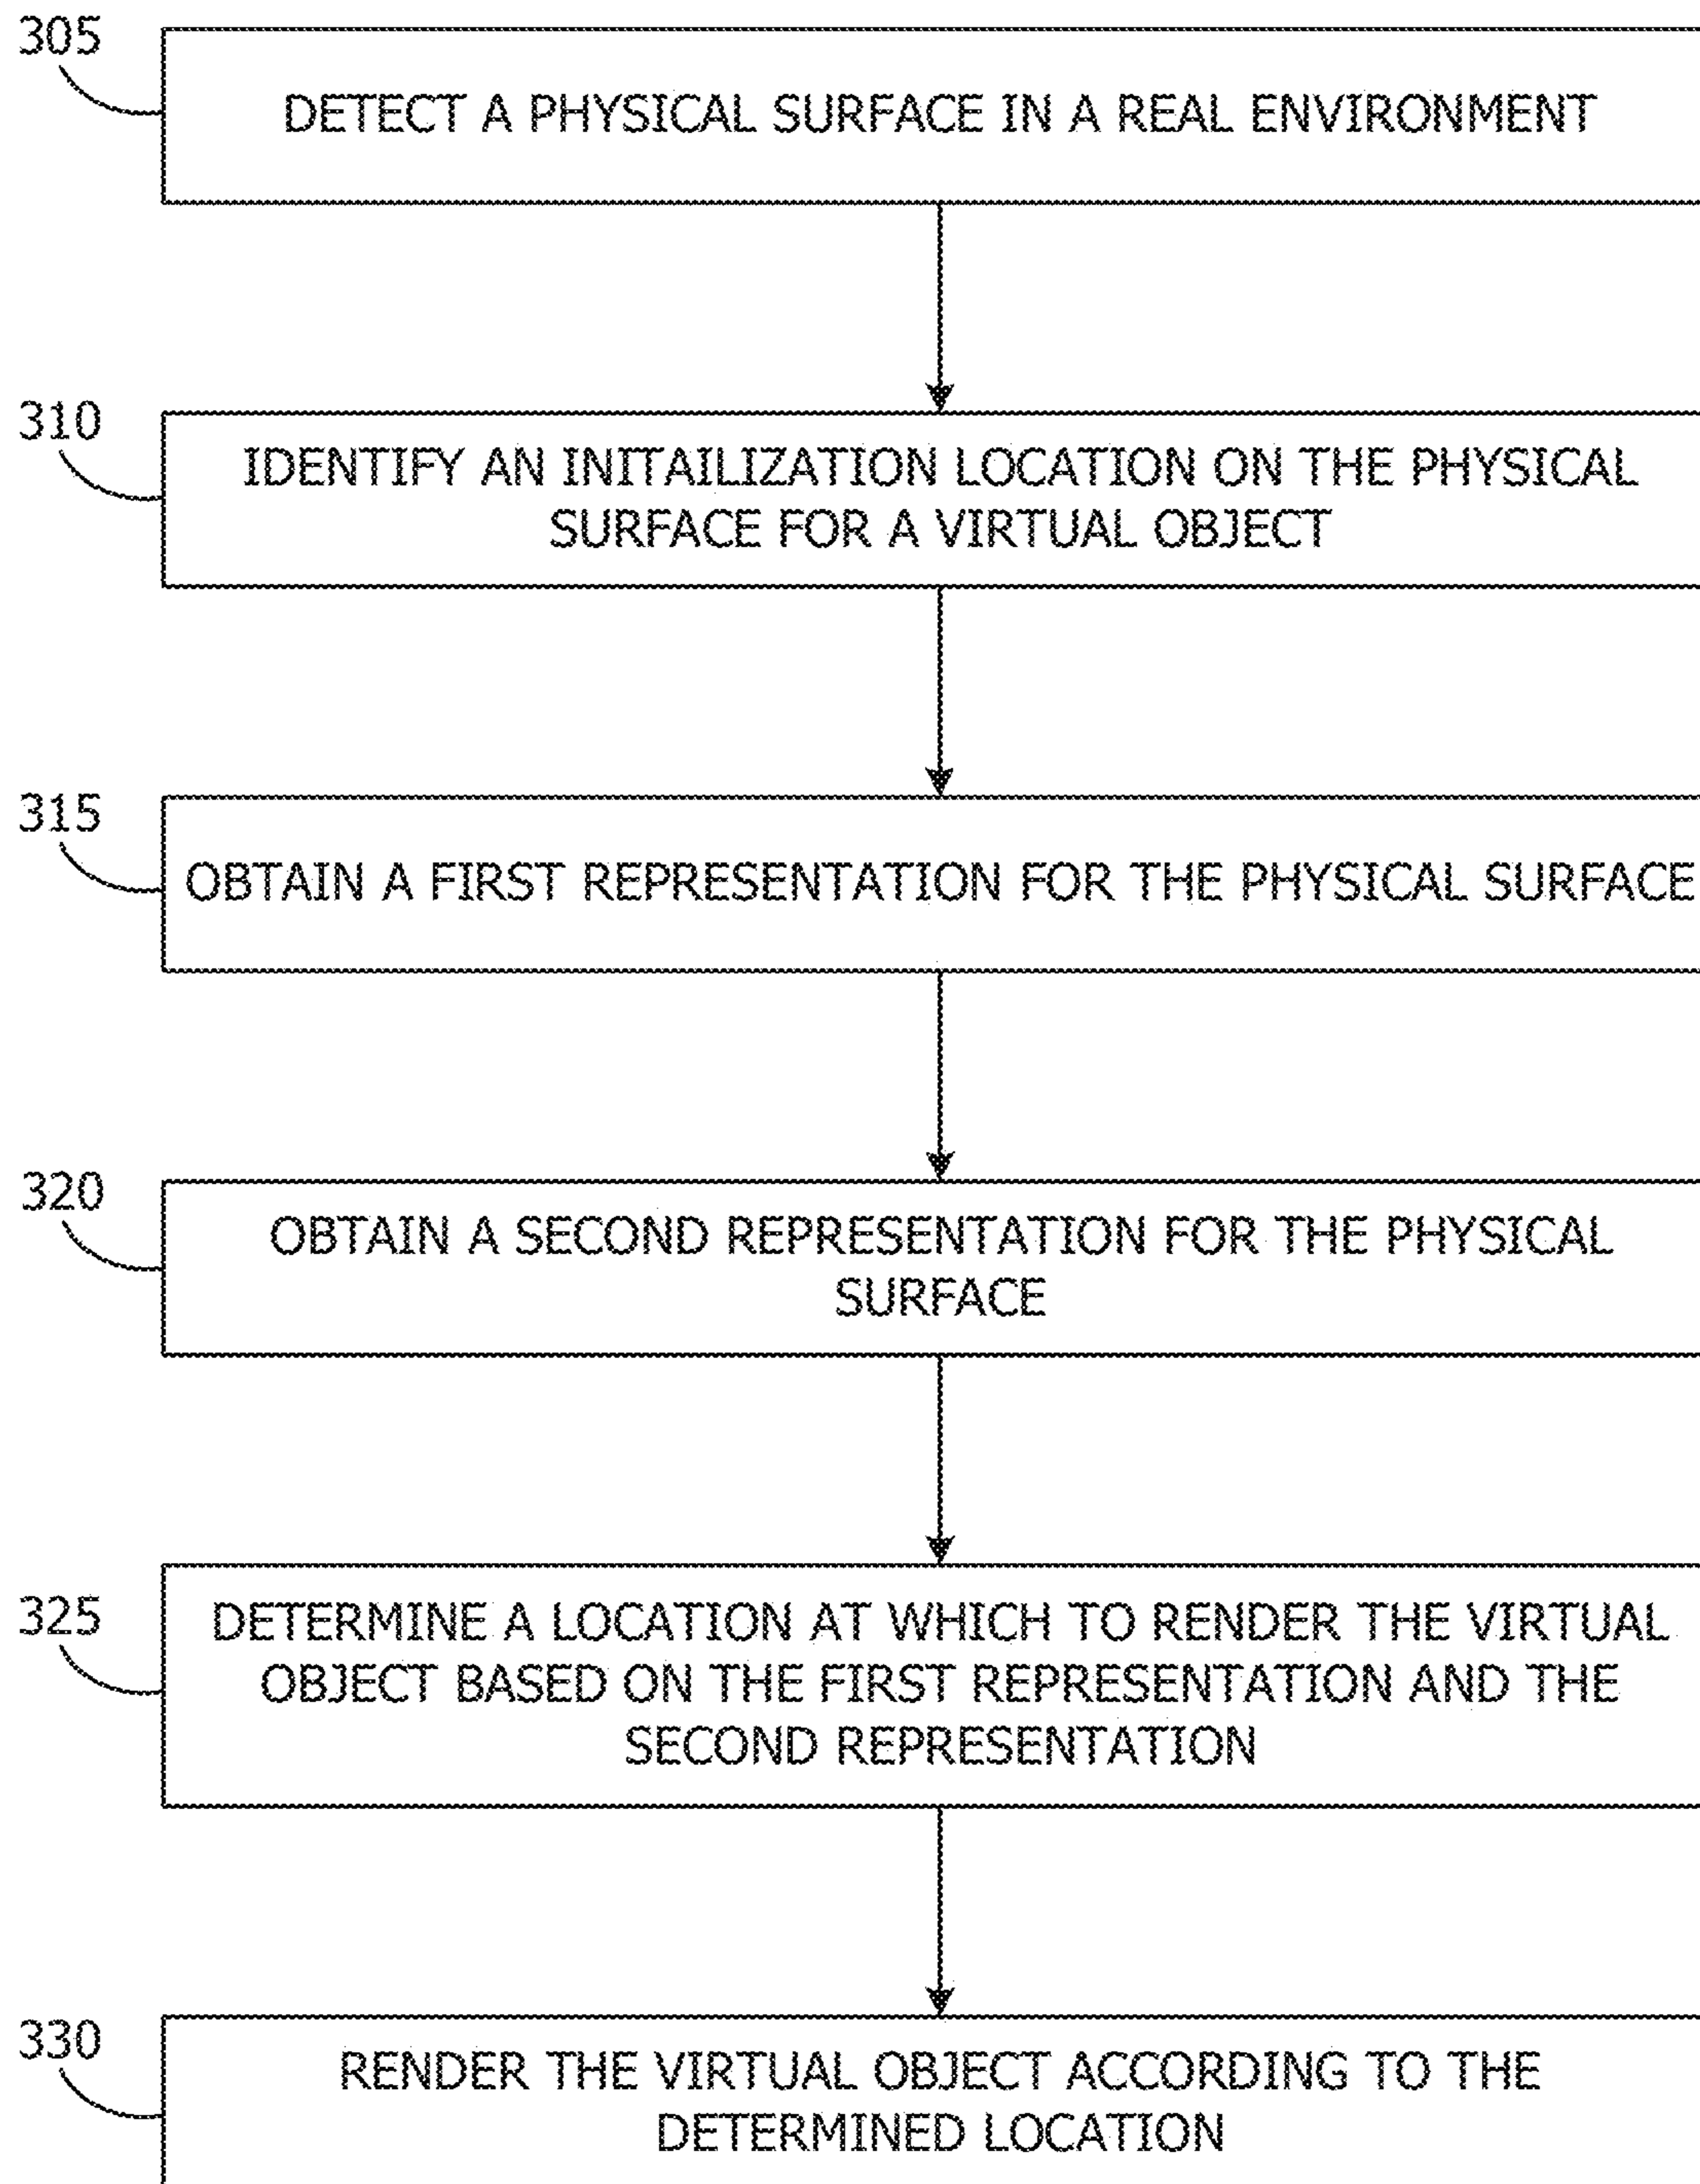 305
DETECT A PHYSICAL SURFACE IN A REAL ENVIRONMENT
310
IDENTIFY AN INITAILIZATION LOCATION ON THE PHYSICAL
SURFACE FOR A VIRTUAL OBJECT
315
OBTAIN A FIRST REPRESENTATION FOR THE PHYSICAL SURFACE
320
OBTAIN A SECOND REPRESENTATION FOR THE PHYSICAL
SURFACE
325
DETERMINE A LOCATION AT WHICH TO RENDER THE VIRTUAL
OBJECT BASED ON THE FIRST REPRESENTATION AND THE
SECOND REPRESENTATION
330
RENDER THE VIRTUAL OBJECT ACCORDING TO THE
DETERMINED LOCATION